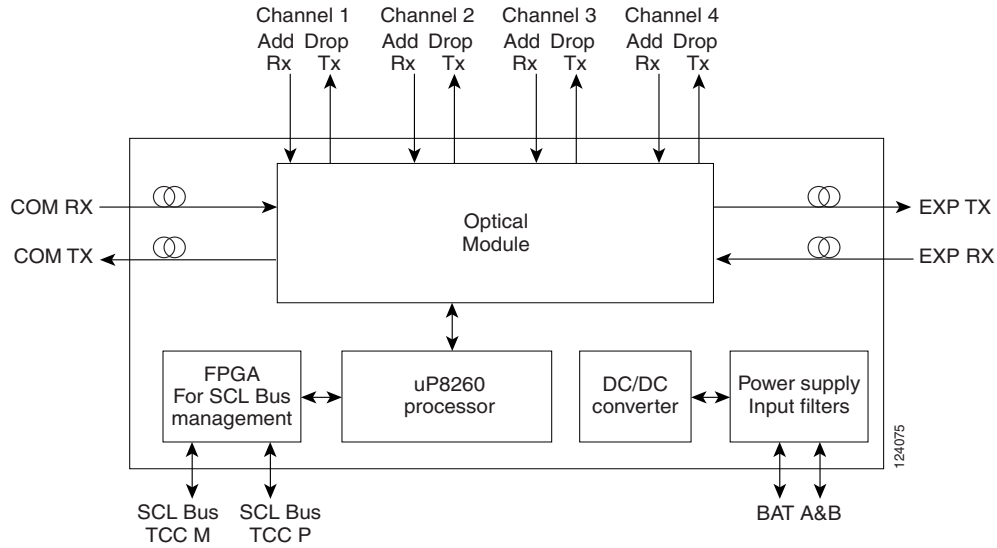 Channel 1 Channel 2 Channel 3 Channel 4
Add Drop Add Drop Add Drop Add Drop
Rx Tx Rx Tx Rx Tx Rx Tx
COM RX
EXP TX
Optical
Module
COM TX
EXP RX
FPGA
For SCL Bus
management
uP8260
processor
DC/DC
converter
Power supply
Input filters
124075
SCL Bus
TCC M
SCL Bus
TCC P
BAT A&B